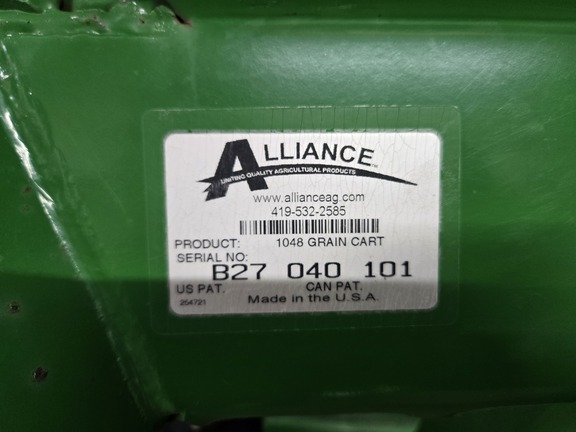 ALLIANCE™
UNITING QUALITY AGRICULTURAL PRODUCTS
www.allianceag.com
419-532-2585
PRODUCT: 1048 GRAIN CART
SERIAL NO: B27 040 101
US PAT. CAN PAT.
254721 Made in the U.S.A.